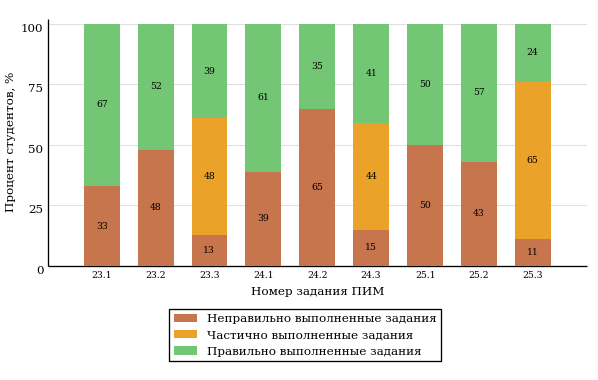 Процент студентов, %
100
75
50
25
0
67 52 39 61 35 41 50 57 24
48 44 65
33 48 13 39 65 15 50 43 11
23.1 23.2 23.3 24.1 24.2 24.3 25.1 25.2 25.3
Номер задания ПИМ
Неправильно выполненные задания
Частично выполненные задания
Правильно выполненные задания